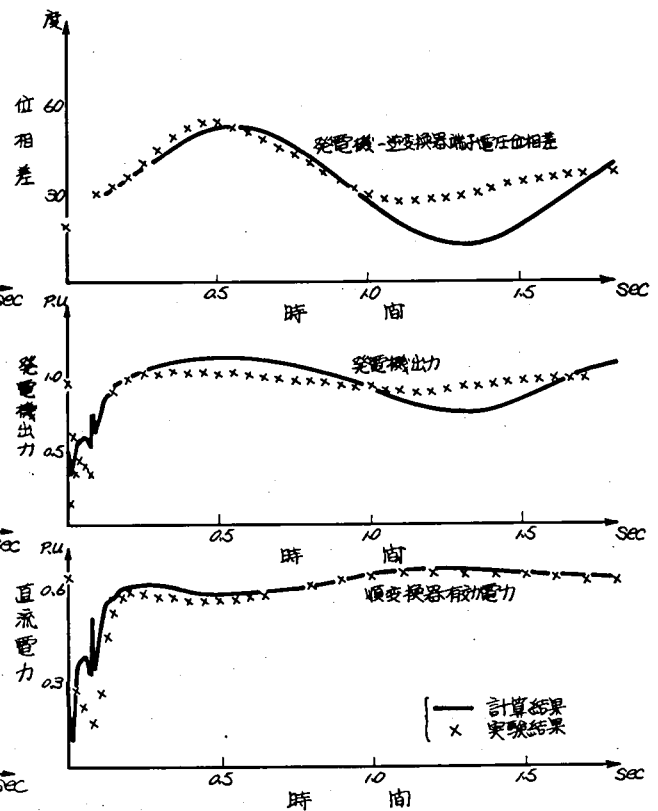 度
位相差
60
30
発電機-逆変換器端子電圧位相差
0.5
1.0
1.5
sec
時間
sec
P.U
発電機出力
1.0
0.5
発電機出力
0.5
1.0
1.5
sec
時間
sec
P.U
直流電力
0.6
0.3
順変換器有効電力
計算結果
× 実験結果
0.5
1.0
1.5
sec
時間
sec